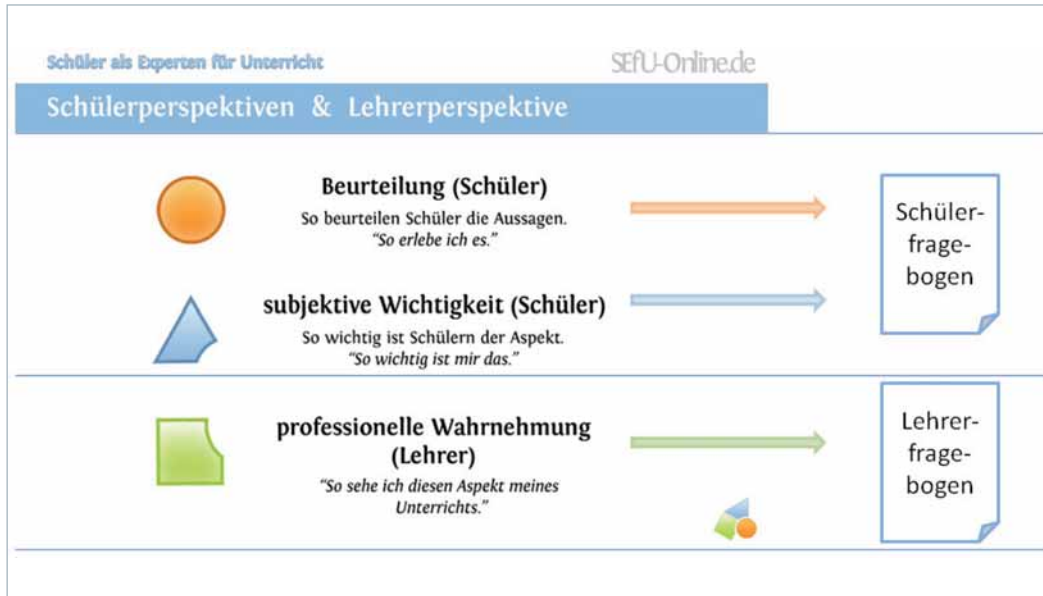 Schüler als Experten für Unterricht
SEfU-Online.de
Schülerperspektiven & Lehrerperspektive
Beurteilung (Schüler)
So beurteilen Schüler die Aussagen.
"So erlebe ich es."
subjektive Wichtigkeit (Schüler)
So wichtig ist Schülern der Aspekt.
"So wichtig ist mir das."
Schüler-
frage-
bogen
professionelle Wahrnehmung
(Lehrer)
"So sehe ich diesen Aspekt meines
Unterrichts."
Lehrer-
frage-
bogen